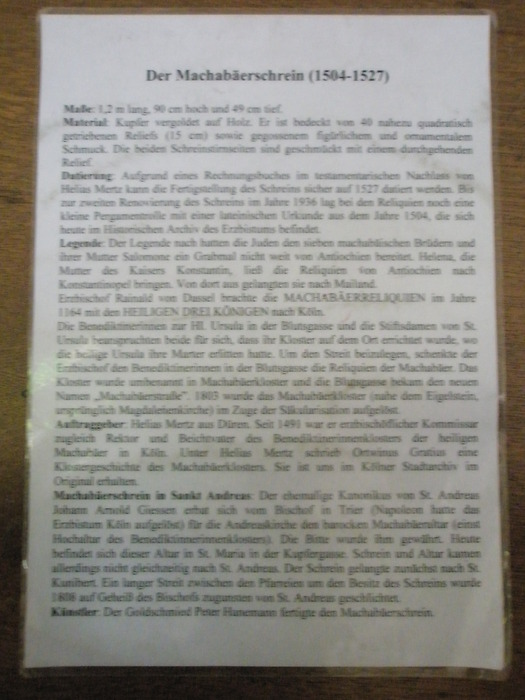 Der Machabäerschrein (1504-1527)
Maße: 1,2 m lang, 90 cm hoch und 49 cm tief.
Material: Kupfer vergoldet auf Holz. Er ist bedeckt von 40 nahezu quadratisch
getriebenen Reliefs (15 cm) sowie gegossenem figürlichem und ornamentalem
Schmuck. Die beiden Schreinstirnseiten sind geschmückt mit einem durchgehenden
Relief.
Datierung: Aufgrund eines Rechnungsbuches im testamentarischen Nachlass von
Helias Mertz kann die Fertigstellung des Schreins sicher auf 1527 datiert werden. Bis
zur zweiten Renovierung des Schreins im Jahre 1936 lag bei den Reliquien noch eine
kleine Pergamentrolle mit einer lateinischen Urkunde aus dem Jahre 1504, die sich
heute im Historischen Archiv des Erzbistums befindet.
Legende: Der Legende nach hatten die Juden den sieben machabäischen Brüdern und
ihrer Mutter Salomone ein Grabmal nicht weit von Antiochien bereitet. Helena, die
Mutter des Kaisers Konstantin, ließ die Reliquien von Antiochien nach
Konstantinopel bringen. Von dort aus gelangten sie nach Mailand.
Erzbischof Rainald von Dassel brachte die MACHABÄERRELIQUIEN im Jahre
1164 mit den HEILIGEN DREI KÖNIGEN nach Köln.
Die Benediktinerinnen zur Hl. Ursula in der Blutsgasse und die Stiftsdamen von St.
Ursula beanspruchten beide für sich, dass ihr Kloster auf dem Ort errichtet wurde, wo
die heilige Ursula ihre Marter erlitten hatte. Um den Streit beizulegen, schenkte der
Erzbischof den Benediktinerinnen in der Blutsgasse die Reliquien der Machabäer. Das
Kloster wurde umbenannt in Machabäerkloster und die Blutsgasse bekam den neuen
Namen „Machabäerstraße". 1803 wurde das Machabäerkloster (nahe dem Eigelstein,
ursprünglich Magdalenenkirche) im Zuge der Säkularisation aufgelöst.
Auftraggeber: Helias Mertz aus Düren. Seit 1491 war er erzbischöflicher Kommissar
zugleich Rektor und Beichtvater des Benediktinerinnenklosters der heiligen
Machabäer in Köln. Unter Helias Mertz schrieb Ortwinus Gratius eine
Klostergeschichte des Machabäerklosters. Sie ist uns im Kölner Stadtarchiv im
Original erhalten.
Machabäerschrein in Sankt Andreas: Der ehemalige Kanonikus von St. Andreas
Johann Arnold Giessen erbat sich vom Bischof in Trier (Napoleon hatte das
Erzbistum Köln aufgelöst) für die Andreaskirche den barocken Machabäeraltar (einst
Hochaltar des Benediktinerinnenklosters). Die Bitte wurde ihm gewährt. Heute
befindet sich dieser Altar in St. Maria in der Kupfergasse. Schrein und Altar kamen
allerdings nicht gleichzeitig nach St. Andreas. Der Schrein gelangte zunächst nach St.
Kunibert. Ein langer Streit zwischen den Pfarreien um den Besitz des Schreins wurde
1808 auf Geheiß des Bischofs zugunsten von St. Andreas geschlichtet.
Künstler: Der Goldschmied Peter Hanemann fertigte den Machabäerschrein.